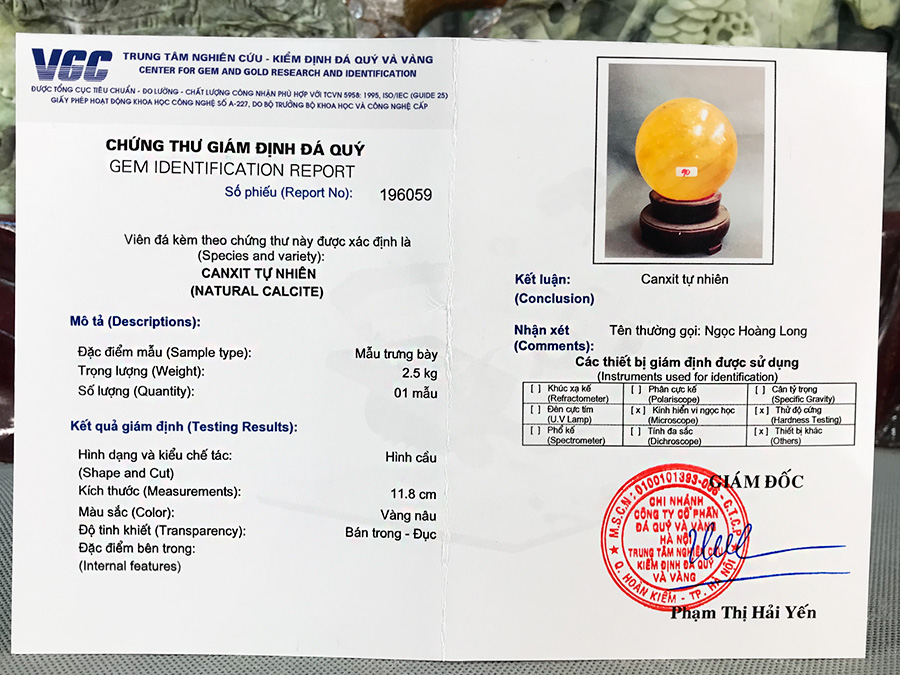 VGC
TRUNG TÂM NGHIÊN CỨU - KIỂM ĐỊNH ĐÁ QUÝ VÀ VÀNG
CENTER FOR GEM AND GOLD RESEARCH AND IDENTIFICATION
ĐƯỢC TỔNG CỤC TIÊU CHUẨN - ĐO LƯỜNG - CHẤT LƯỢNG CÔNG NHẬN PHÙ HỢP VỚI TCVN 5958: 1995, ISO/IEC (GUIDE 25)
GIẤY PHÉP HOẠT ĐỘNG KHOA HỌC CÔNG NGHỆ SỐ A-227, DO BỘ TRƯỞNG BỘ KHOA HỌC VÀ CÔNG NGHỆ CẤP
CHỨNG THƯ GIÁM ĐỊNH ĐÁ QUÝ
GEM IDENTIFICATION REPORT
Số phiếu (Report No): 196059
Viên đá kèm theo chứng thư này được xác định là
(Species and variety):
CANXIT TỰ NHIÊN
(NATURAL CALCITE)
Mô tả (Descriptions):
Đặc điểm mẫu (Sample type): Mẫu trưng bày
Trọng lượng (Weight): 2.5 kg
Số lượng (Quantity): 01 mẫu
Kết quả giám định (Testing Results):
Hình dạng và kiểu chế tác: Hình cầu
(Shape and Cut)
Kích thước (Measurements): 11.8 cm
Màu sắc (Color): Vàng nâu
Độ tinh khiết (Transparency): Bán trong - Đục
Đặc điểm bên trong:
(Internal features)
90
Kết luận: Canxit tự nhiên
(Conclusion)
Nhận xét Tên thường gọi: Ngọc Hoàng Long
(Comments):
Các thiết bị giám định được sử dụng
(Instruments used for identification)
[ ] Khúc xạ kế [ ] Phân cực kế [ ] Cân tỷ trọng
(Refractometer) (Polariscope) (Specific Gravity)
[ ] Đèn cực tím [x] Kính hiển vi ngọc học [x] Thử độ cứng
(U.V Lamp) (Microscope) (Hardness Testing)
[ ] Phổ kế [ ] Tính đa sắc [x] Thiết bị khác
(Spectrometer) (Dichroscope) (Others)
GIÁM ĐỐC
M.S.C.N: 0100101393-006 - C.T.C.P
CHI NHÁNH
CÔNG TY CỔ PHẦN
ĐÁ QUÝ VÀ VÀNG
HÀ NỘI
TRUNG TÂM NGHIÊN CỨU
KIỂM ĐỊNH ĐÁ QUÝ
VÀ VÀNG
Q. HOÀN KIẾM - TP. HÀ NỘI
Phạm Thị Hải Yến